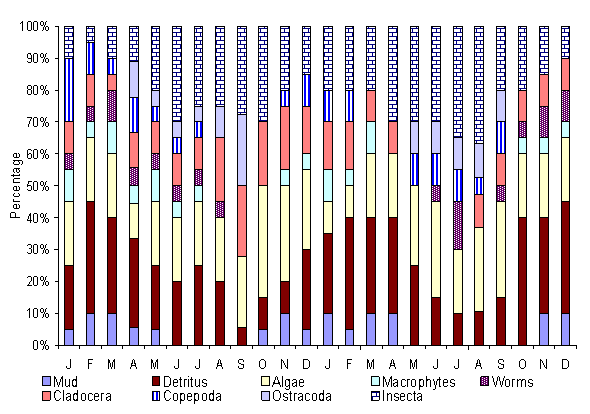 100%
90%
80%
70%
60%
50%
40%
30%
20%
10%
0%
Percentage
J F M A M J J A S O N D J F M A M J J A S O N D
Mud Detritus Algae Macrophytes Worms
Cladocera Copepoda Ostracoda Insecta